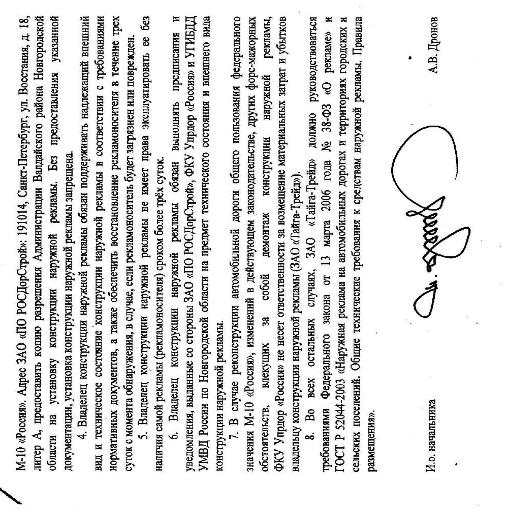 М-10 «Россия». Адрес ЗАО «ПО РОСДорСтрой»: 191014, Санкт-Петербург, ул. Восстания, д. 18,
литер А, предоставить копию разрешения Администрации Валдайского района Новгородской
области на установку конструкции наружной рекламы. Без предоставления указанной
документации, установка конструкции наружной рекламы запрещена.
4. Владелец конструкции наружной рекламы обязан поддерживать надлежащий внешний
вид и техническое состояние конструкции наружной рекламы в соответствии с требованиями
нормативных документов, а также обеспечить восстановление рекламоносителя в течение трех
суток с момента обнаружения, в случае, если рекламоноситель будет загрязнен или поврежден.
5. Владелец конструкции наружной рекламы не имеет права эксплуатировать ее без
наличия самой рекламы (рекламоносителя) сроком более трёх суток.
6. Владелец конструкции наружной рекламы обязан выполнять предписания и
уведомления, выданные со стороны ЗАО «ПО РОСДорСтрой», ФКУ Упрдор «Россия» и УГИБДД
УМВД России по Новгородской области на предмет технического состояния и внешнего вида
конструкции наружной рекламы.
7. В случае реконструкции автомобильной дороги общего пользования федерального
значения М-10 «Россия», изменений в действующем законодательстве, других форс-мажорных
обстоятельств, влекущих за собой демонтаж конструкции наружной рекламы,
ФКУ Упрдор «Россия» не несет ответственности за возмещение материальных затрат и убытков
владельцу конструкции наружной рекламы (ЗАО «Тайга-Трейд»).
8. Во всех остальных случаях, ЗАО «Тайга-Трейд» должно руководствоваться
требованиями Федерального закона от 13 марта 2006 года № 38-ФЗ «О рекламе» и
ГОСТ Р 52044-2003 «Наружная реклама на автомобильных дорогах и территориях городских и
сельских поселений. Общие технические требования к средствам наружной рекламы. Правила
размещения».
И.о. начальника А.В. Дронов